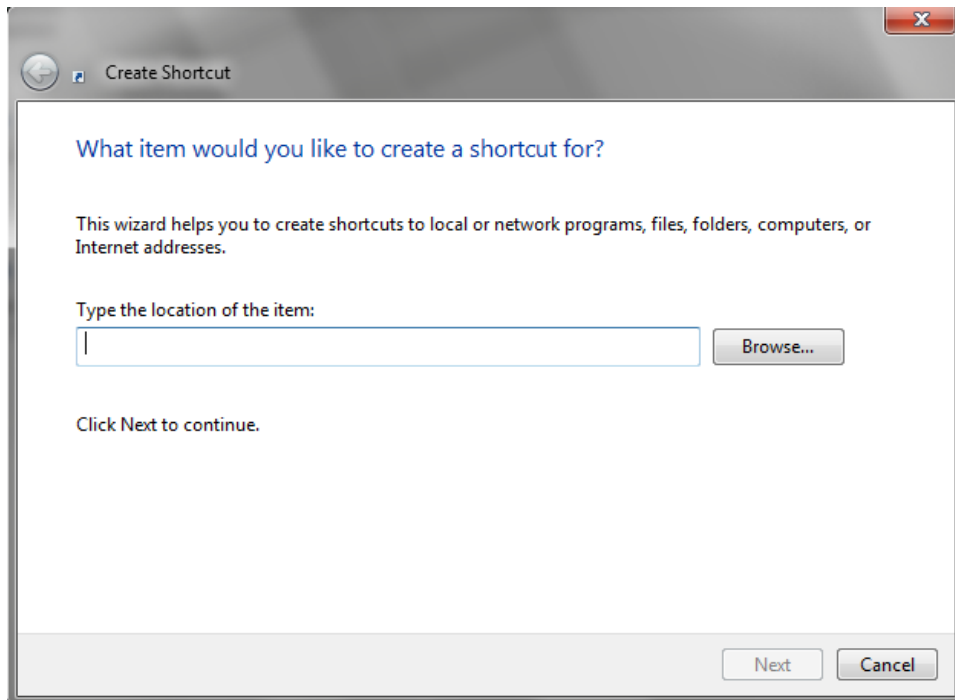 Create Shortcut
What item would you like to create a shortcut for?
This wizard helps you to create shortcuts to local or network programs, files, folders, computers, or
Internet addresses.
Type the location of the item:
Browse...
Click Next to continue.
Next Cancel